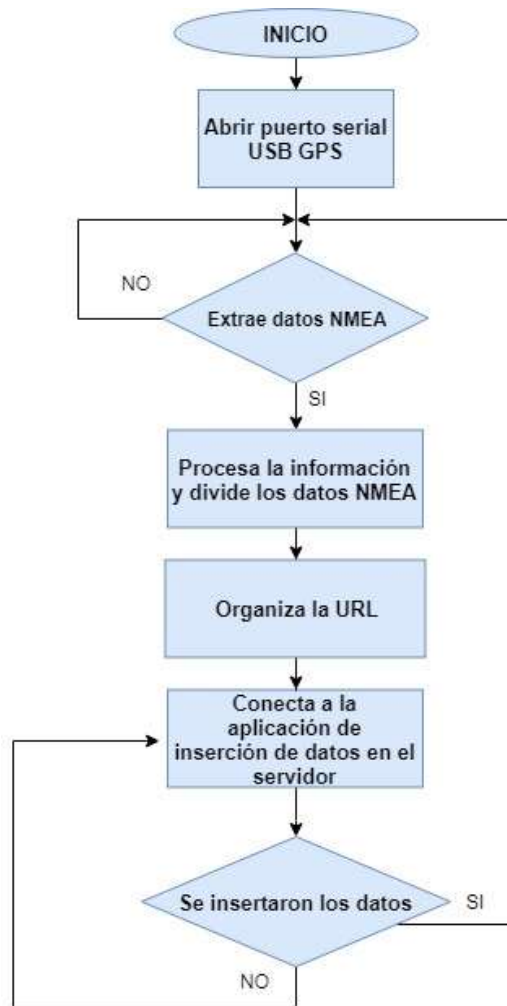 INICIO
Abrir puerto serial
USB GPS
NO
Extrae datos NMEA
SI
Procesa la información
y divide los datos NMEA
Organiza la URL
Conecta a la
aplicación de
inserción de datos en el
servidor
Se insertaron los datos
SI
NO